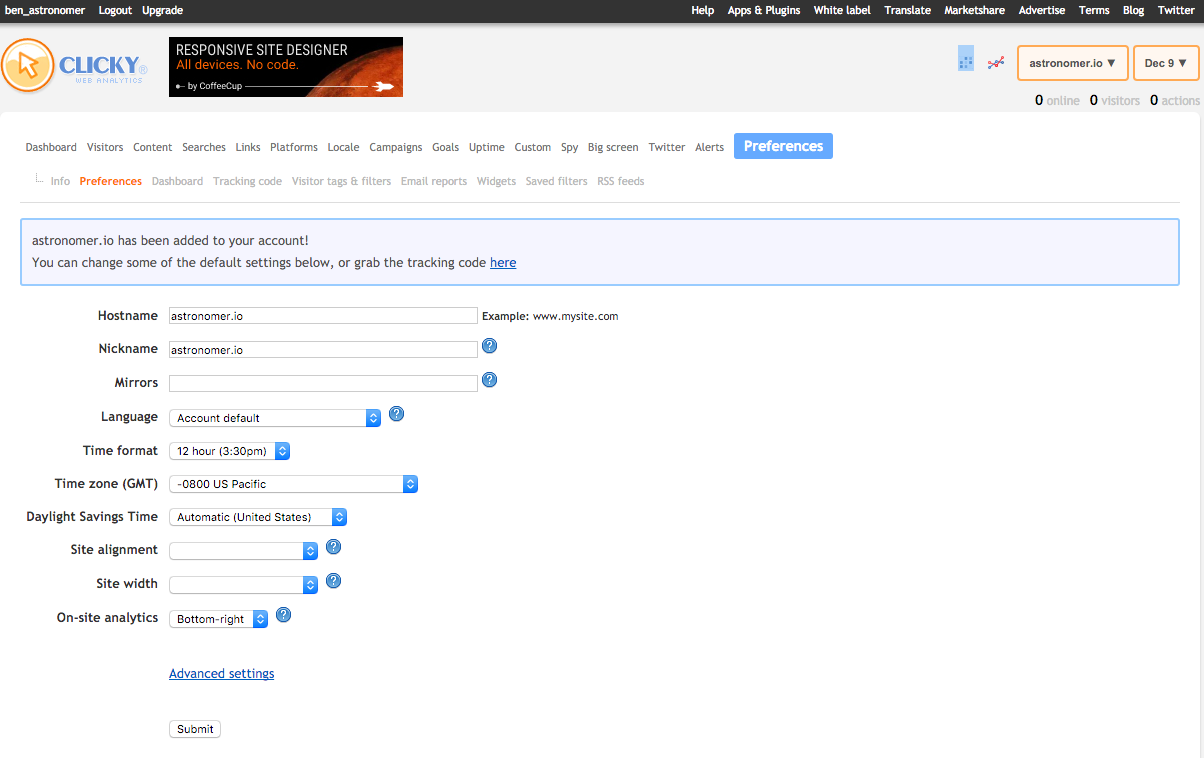 ben_astronomer Logout Upgrade Help Apps & Plugins White label Translate Marketshare Advertise Terms Blog Twitter
CLICKY®
WEB ANALYTICS
RESPONSIVE SITE DESIGNER
All devices. No code.
by CoffeeCup
astronomer.io ▼ Dec 9 ▼
0 online 0 visitors 0 actions
Dashboard Visitors Content Searches Links Platforms Locale Campaigns Goals Uptime Custom Spy Big screen Twitter Alerts Preferences
Info Preferences Dashboard Tracking code Visitor tags & filters Email reports Widgets Saved filters RSS feeds
astronomer.io has been added to your account!
You can change some of the default settings below, or grab the tracking code here
Hostname astronomer.io Example: www.mysite.com
Nickname astronomer.io ?
Mirrors ?
Language Account default ?
Time format 12 hour (3:30pm)
Time zone (GMT) -0800 US Pacific
Daylight Savings Time Automatic (United States)
Site alignment ?
Site width ?
On-site analytics Bottom-right ?
Advanced settings
Submit